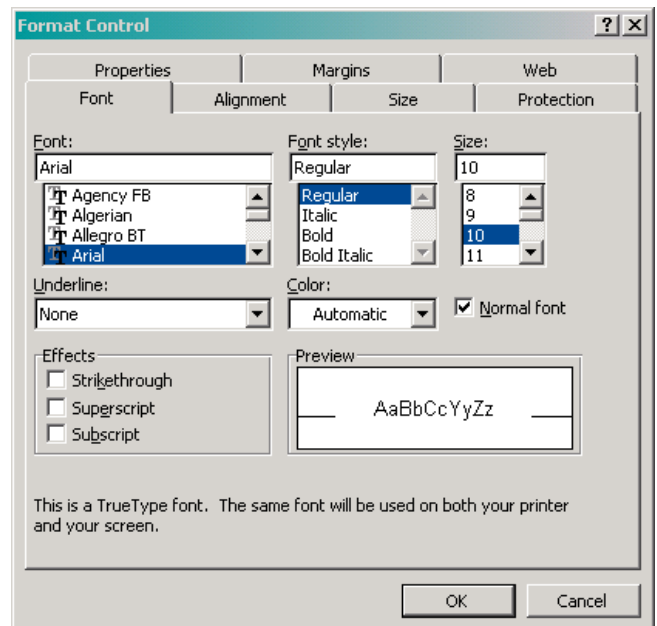 Format Control
Properties Margins Web
Font Alignment Size Protection
Font: Font style: Size:
Arial Regular 10
Agency FB Regular 8
Algerian Italic 9
Allegro BT Bold 10
Arial Bold Italic 11
Underline: Color:
None Automatic Normal font
Effects Preview
Strikethrough
Superscript AaBbCcYyZz
Subscript
This is a TrueType font. The same font will be used on both your printer
and your screen.
OK Cancel